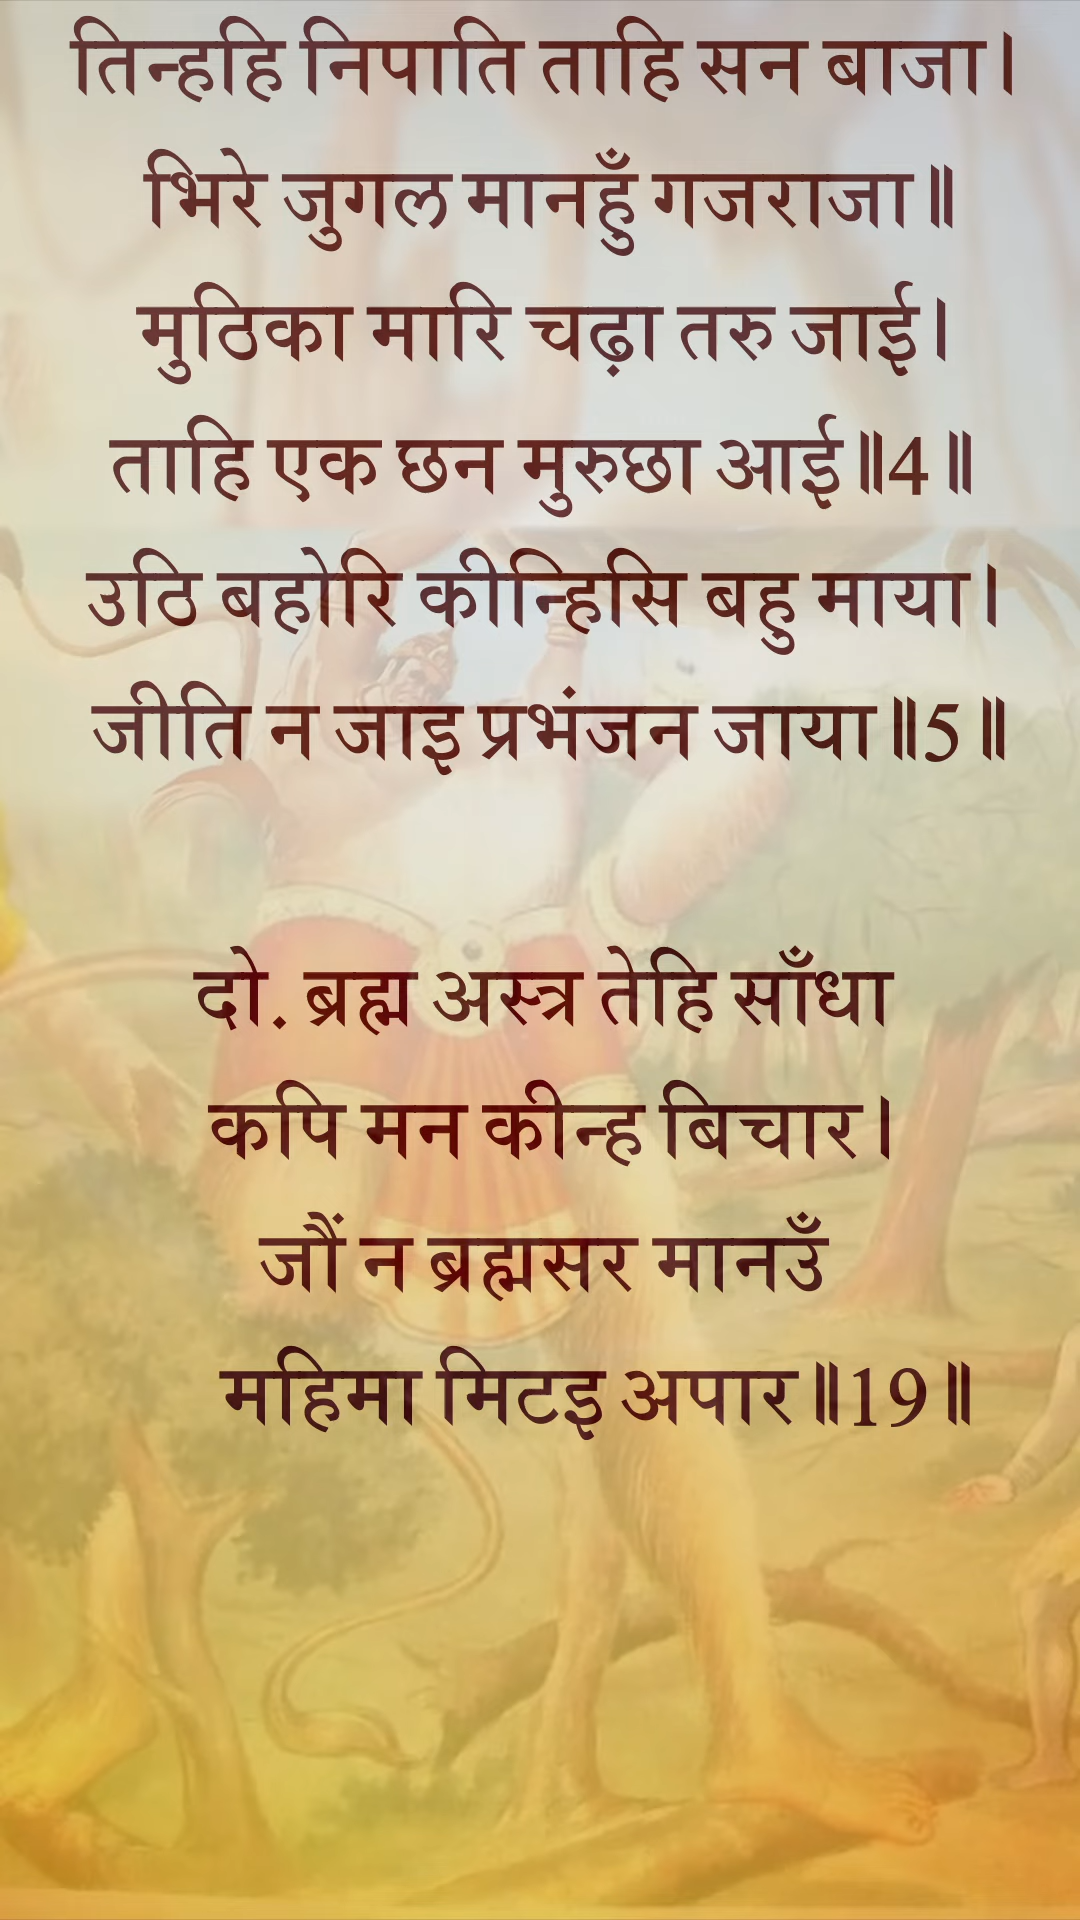 तिन्हहि निपाति ताहि सन बाजा।
भिरे जुगल मानहुँ गजराजा॥
मुठिका मारि चढ़ा तरु जाई।
ताहि एक छन मुरुछा आई॥4॥
उठि बहोरि कीन्हिसि बहु माया।
जीति न जाइ प्रभंजन जाया॥5॥
दो. ब्रह्म अस्त्र तेहि साँधा
कपि मन कीन्ह बिचार।
जौं न ब्रह्मसर मानउँ
महिमा मिटइ अपार॥19॥